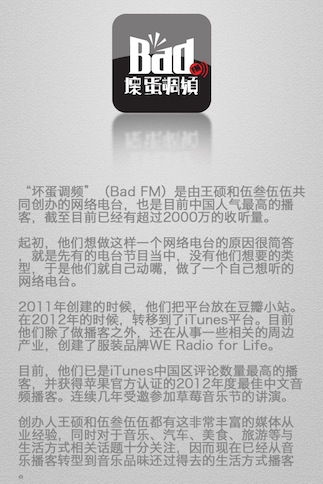 Bad
壞蛋調頻
“坏蛋调频”（Bad FM）是由王硕和伍叁伍伍共
同创办的网络电台，也是目前中国人气最高的播
客，截至目前已经有超过2000万的收听量。
起初，他们想做这样一个网络电台的原因很简答
，就是先有的电台节目当中，没有他们想要的类
型，于是他们就自己动嘴，做了一个自己想听的
网络电台。
2011年创建的时候，他们把平台放在豆瓣小站。
在2012年的时候，转移到了iTunes平台。目前
他们除了做播客之外，还在从事一些相关的周边
产业，创建了服装品牌WE Radio for Life。
目前，他们已是iTunes中国区评论数量最高的播
客，并获得苹果官方认证的2012年度最佳中文音
频播客。连续几年受邀参加草莓音乐节的讲演。
创办人王硕和伍叁伍伍都有这非常丰富的媒体从
业经验，同时对于音乐、汽车、美食、旅游等与
生活方式相关话题十分关注，因而现在已经从音
乐播客转型到音乐品味还过得去的生活方式播客
。